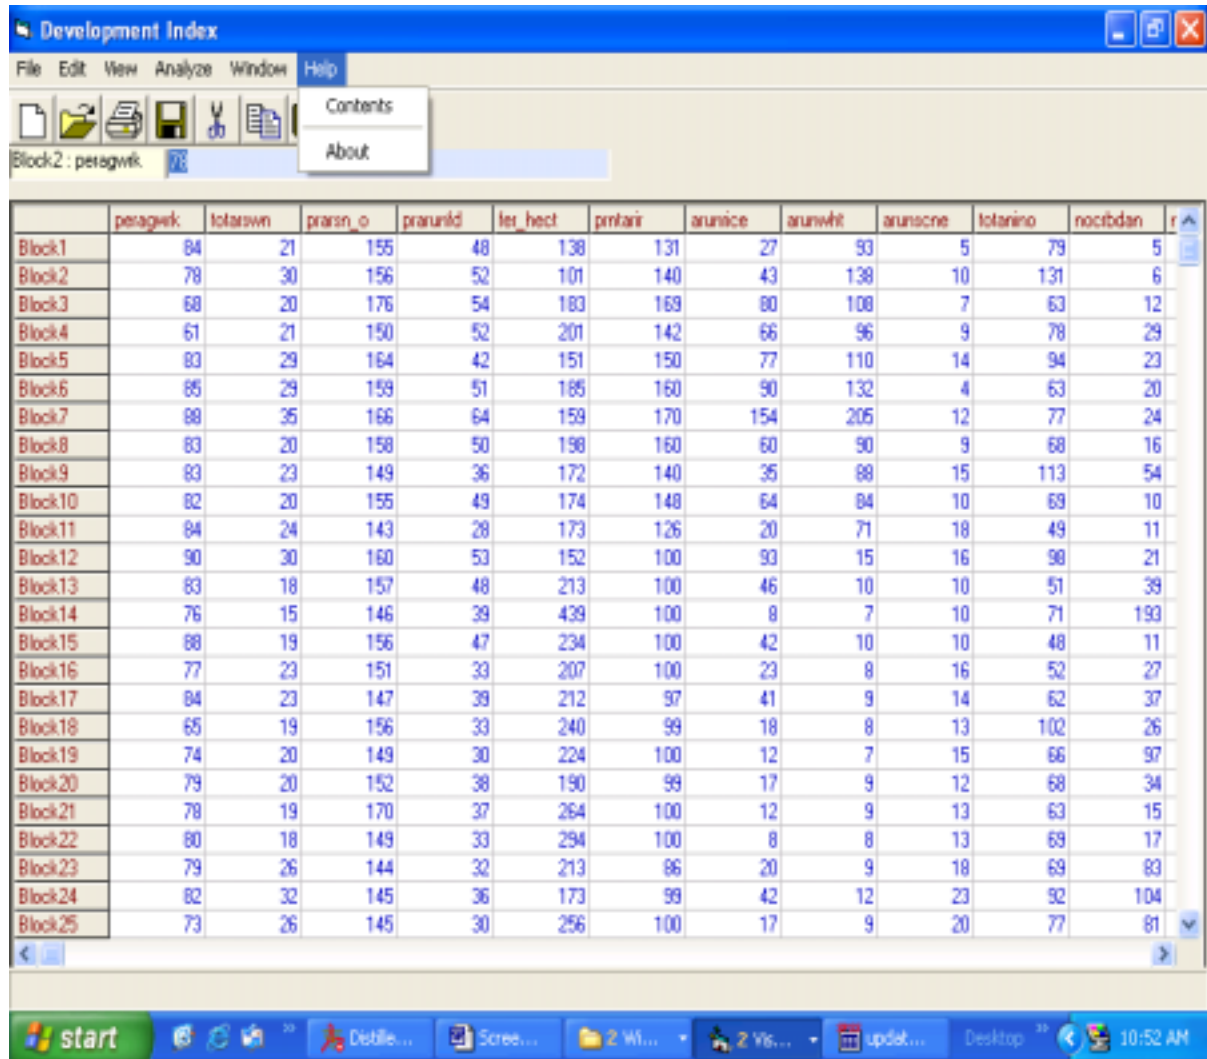 Development Index
File Edit View Analyze Window Help
Contents
About
Block2 : peragwrk 78
peragwrk totarswn prarsn_o prarunfd fer_hect prntarir arunrice arunwht arunscne totanino nocrbdan
Block1 84 21 155 48 138 131 27 93 5 79 5
Block2 78 30 156 52 101 140 43 138 10 131 6
Block3 68 20 176 54 183 169 80 108 7 63 12
Block4 61 21 150 52 201 142 66 96 9 78 29
Block5 83 29 164 42 151 150 77 110 14 94 23
Block6 85 29 159 51 185 160 90 132 4 63 20
Block7 88 35 166 64 159 170 154 205 12 77 24
Block8 83 20 158 50 198 160 60 90 9 68 16
Block9 83 23 149 36 172 140 35 88 15 113 54
Block10 82 20 155 49 174 148 64 84 10 69 10
Block11 84 24 143 28 173 126 20 71 18 49 11
Block12 90 30 160 53 152 100 93 15 16 98 21
Block13 83 18 157 48 213 100 46 10 10 51 39
Block14 76 15 146 39 439 100 8 7 10 71 193
Block15 88 19 156 47 234 100 42 10 10 48 11
Block16 77 23 151 33 207 100 23 8 16 52 27
Block17 84 23 147 39 212 97 41 9 14 62 37
Block18 65 19 156 33 240 99 18 8 13 102 26
Block19 74 20 149 30 224 100 12 7 15 66 97
Block20 79 20 152 38 190 99 17 9 12 68 34
Block21 78 19 170 37 264 100 12 9 13 63 15
Block22 80 18 149 33 294 100 8 8 13 69 17
Block23 79 26 144 32 213 86 20 9 18 69 83
Block24 82 32 145 36 173 99 42 12 23 92 104
Block25 73 26 145 30 256 100 17 9 20 77 81
start Distille... Scree... 2 Wi... 2 Vis... updat... Desktop 10:52 AM